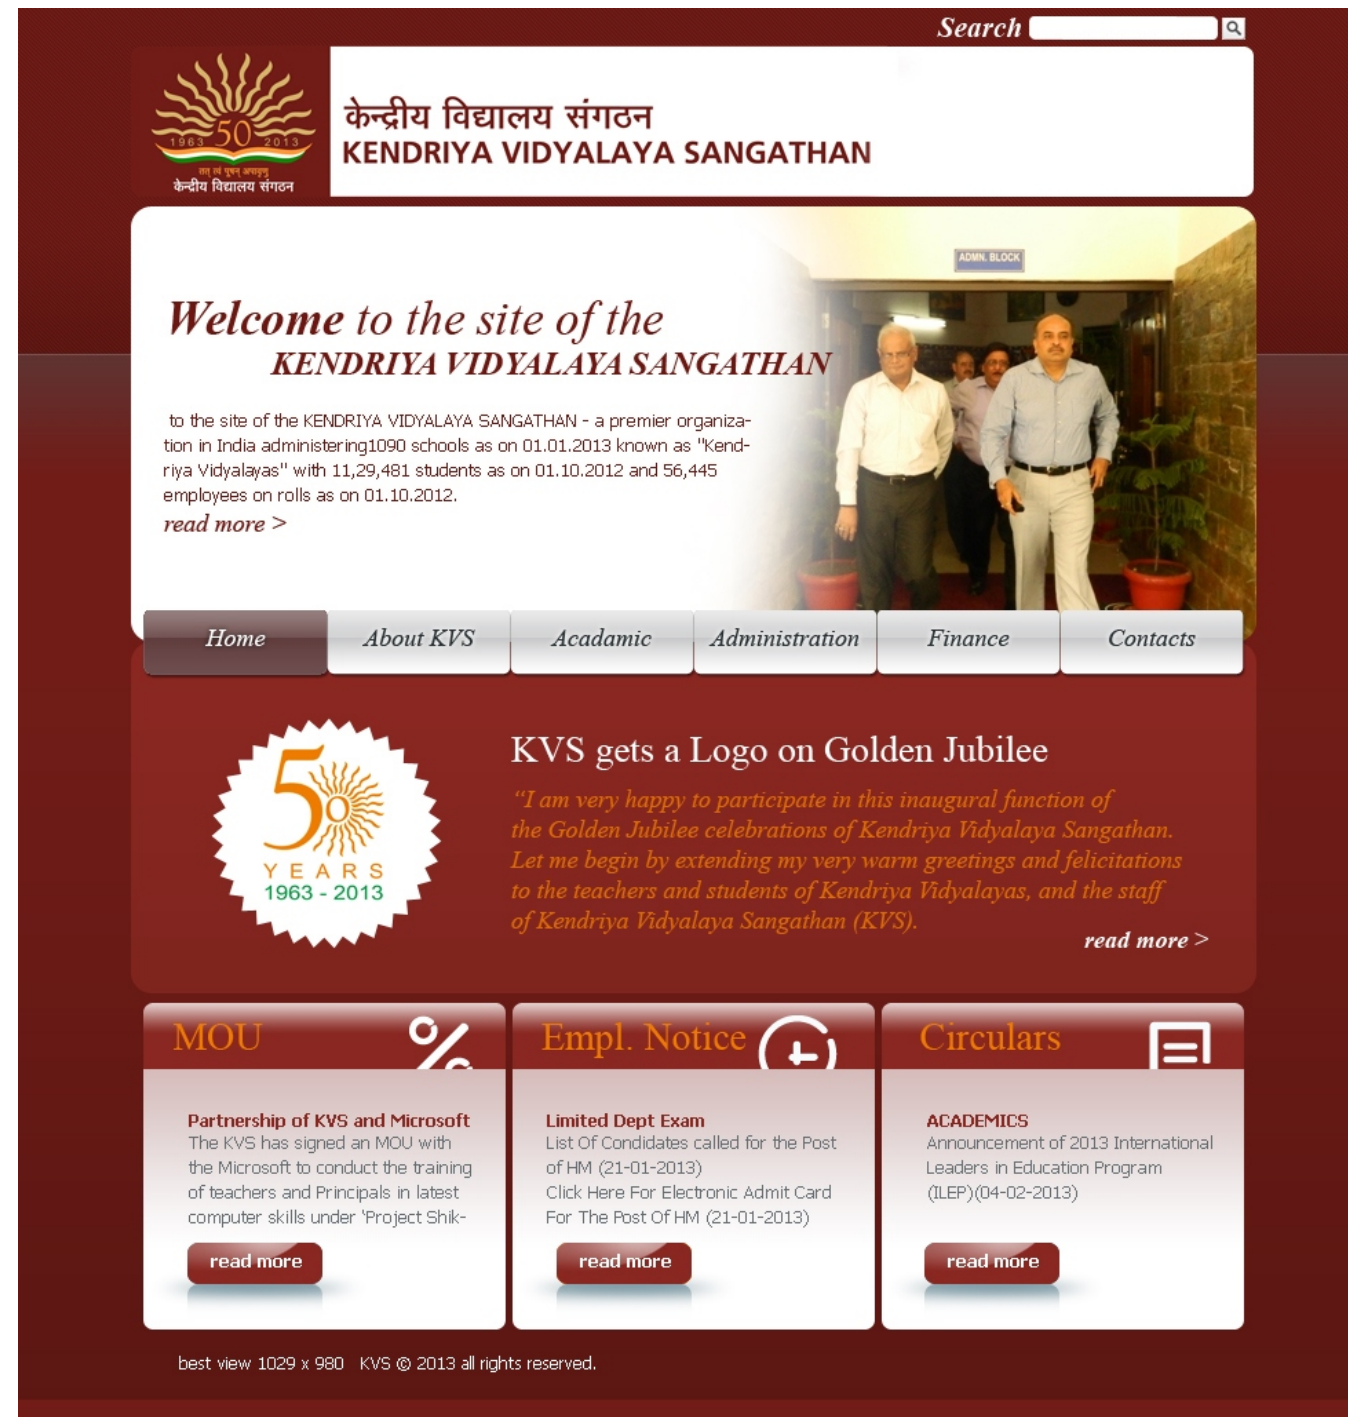 Search
1963 50 2013
तत् त्वं पूषन् अपावृणु
केन्द्रीय विद्यालय संगठन
केन्द्रीय विद्यालय संगठन
KENDRIYA VIDYALAYA SANGATHAN
ADMN. BLOCK
Welcome to the site of the
KENDRIYA VIDYALAYA SANGATHAN
to the site of the KENDRIYA VIDYALAYA SANGATHAN - a premier organiza-
tion in India administering1090 schools as on 01.01.2013 known as "Kend-
riya Vidyalayas" with 11,29,481 students as on 01.10.2012 and 56,445
employees on rolls as on 01.10.2012.
read more >
Home About KVS Acadamic Administration Finance Contacts
50
YEARS
1963 - 2013
KVS gets a Logo on Golden Jubilee
“I am very happy to participate in this inaugural function of
the Golden Jubilee celebrations of Kendriya Vidyalaya Sangathan.
Let me begin by extending my very warm greetings and felicitations
to the teachers and students of Kendriya Vidyalayas, and the staff
of Kendriya Vidyalaya Sangathan (KVS).
read more >
MOU
Partnership of KVS and Microsoft
The KVS has signed an MOU with
the Microsoft to conduct the training
of teachers and Principals in latest
computer skills under 'Project Shik-
read more
Empl. Notice
Limited Dept Exam
List Of Condidates called for the Post
of HM (21-01-2013)
Click Here For Electronic Admit Card
For The Post Of HM (21-01-2013)
read more
Circulars
ACADEMICS
Announcement of 2013 International
Leaders in Education Program
(ILEP)(04-02-2013)
read more
best view 1029 x 980 KVS © 2013 all rights reserved.